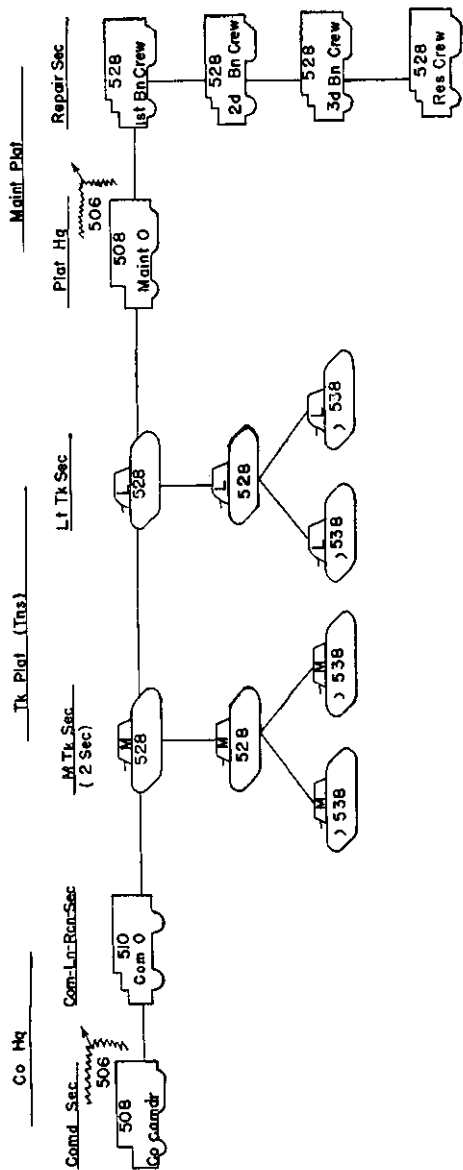 Co Hq
Tk Plat (Tns)
Maint Plat
Comd Sec
Com-Ln-Rcn-Sec
M Tk Sec
(2 Sec)
Lt Tk Sec
Plat Hq
Repair Sec
506
508
Co Comdr
510
Com O
M
528
M
528
M
) 538
M
) 538
L
528
L
528
L
) 538
L
) 538
506
508
Maint O
528
1st Bn Crew
528
2d Bn Crew
528
3d Bn Crew
528
Res Crew